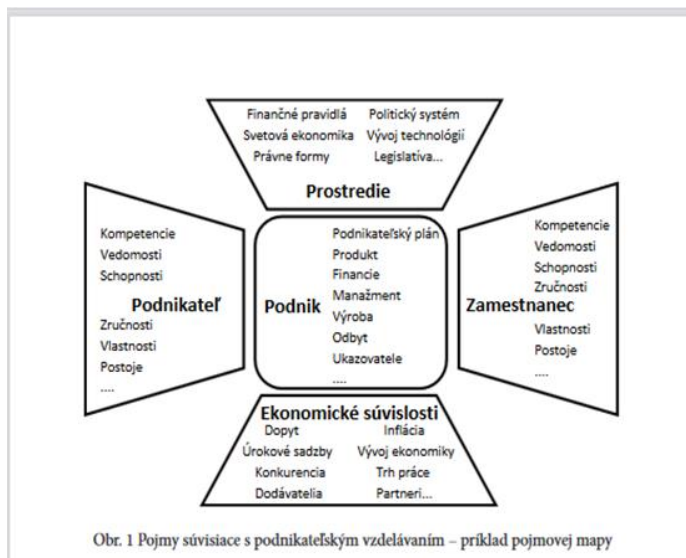 Finančné pravidlá Politický systém
Svetová ekonomika Vývoj technológií
Právne formy Legislatíva...
Prostredie
Kompetencie
Vedomosti
Schopnosti
Podnikateľ
Zručnosti
Vlastnosti
Postoje
....
Podnikateľský plán
Produkt
Financie
Manažment
Podnik
Výroba
Odbyt
Ukazovatele
....
Kompetencie
Vedomosti
Schopnosti
Zručnosti
Zamestnanec
Vlastnosti
Postoje
....
Ekonomické súvislosti
Dopyt Inflácia
Úrokové sadzby Vývoj ekonomiky
Konkurencia Trh práce
Dodávatelia Partneri...
Obr. 1 Pojmy súvisiace s podnikateľským vzdelávaním – príklad pojmovej mapy